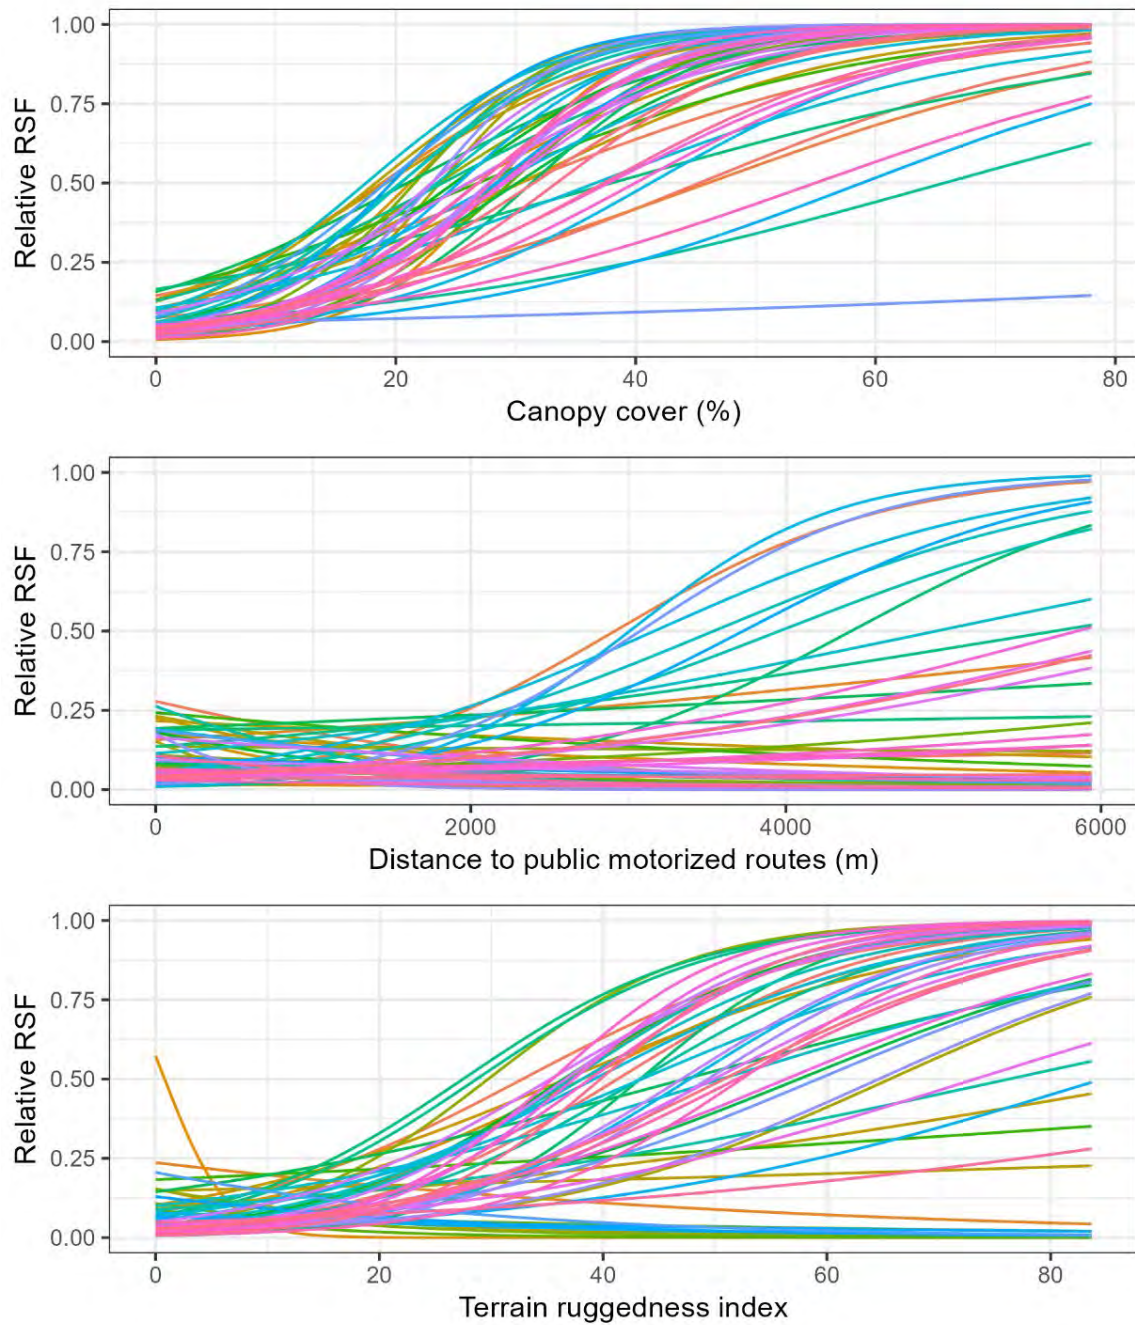 1.00
0.75
0.50
0.25
0.00
Relative RSF
0 20 40 60 80
Canopy cover (%)
1.00
0.75
0.50
0.25
0.00
Relative RSF
0 2000 4000 6000
Distance to public motorized routes (m)
1.00
0.75
0.50
0.25
0.00
Relative RSF
0 20 40 60 80
Terrain ruggedness index